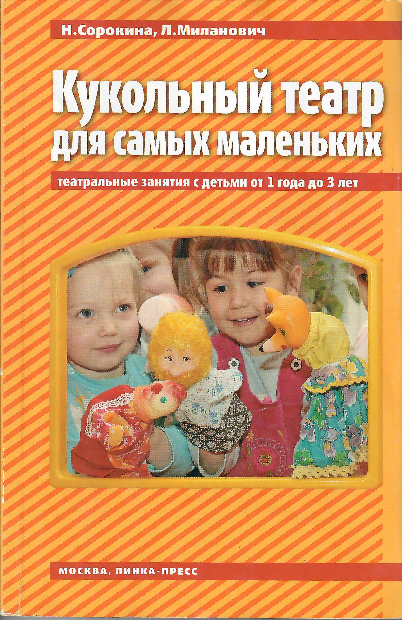 Н.Сорокина, Л.Миланович
Кукольный театр
для самых маленьких
театральные занятия с детьми от 1 года до 3 лет
МОСКВА, ЛИНКА-ПРЕСС